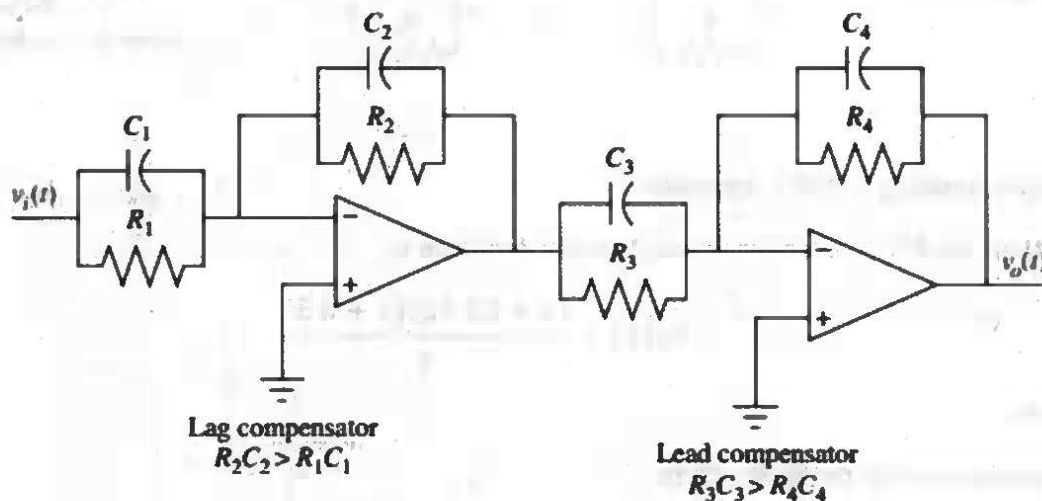 C₂
C₄
R₂
R₄
C₁
C₃
vᵢ(t)
R₁
−
−
R₃
vₒ(t)
+
+
Lag compensator
R₂C₂ > R₁C₁
Lead compensator
R₃C₃ > R₄C₄